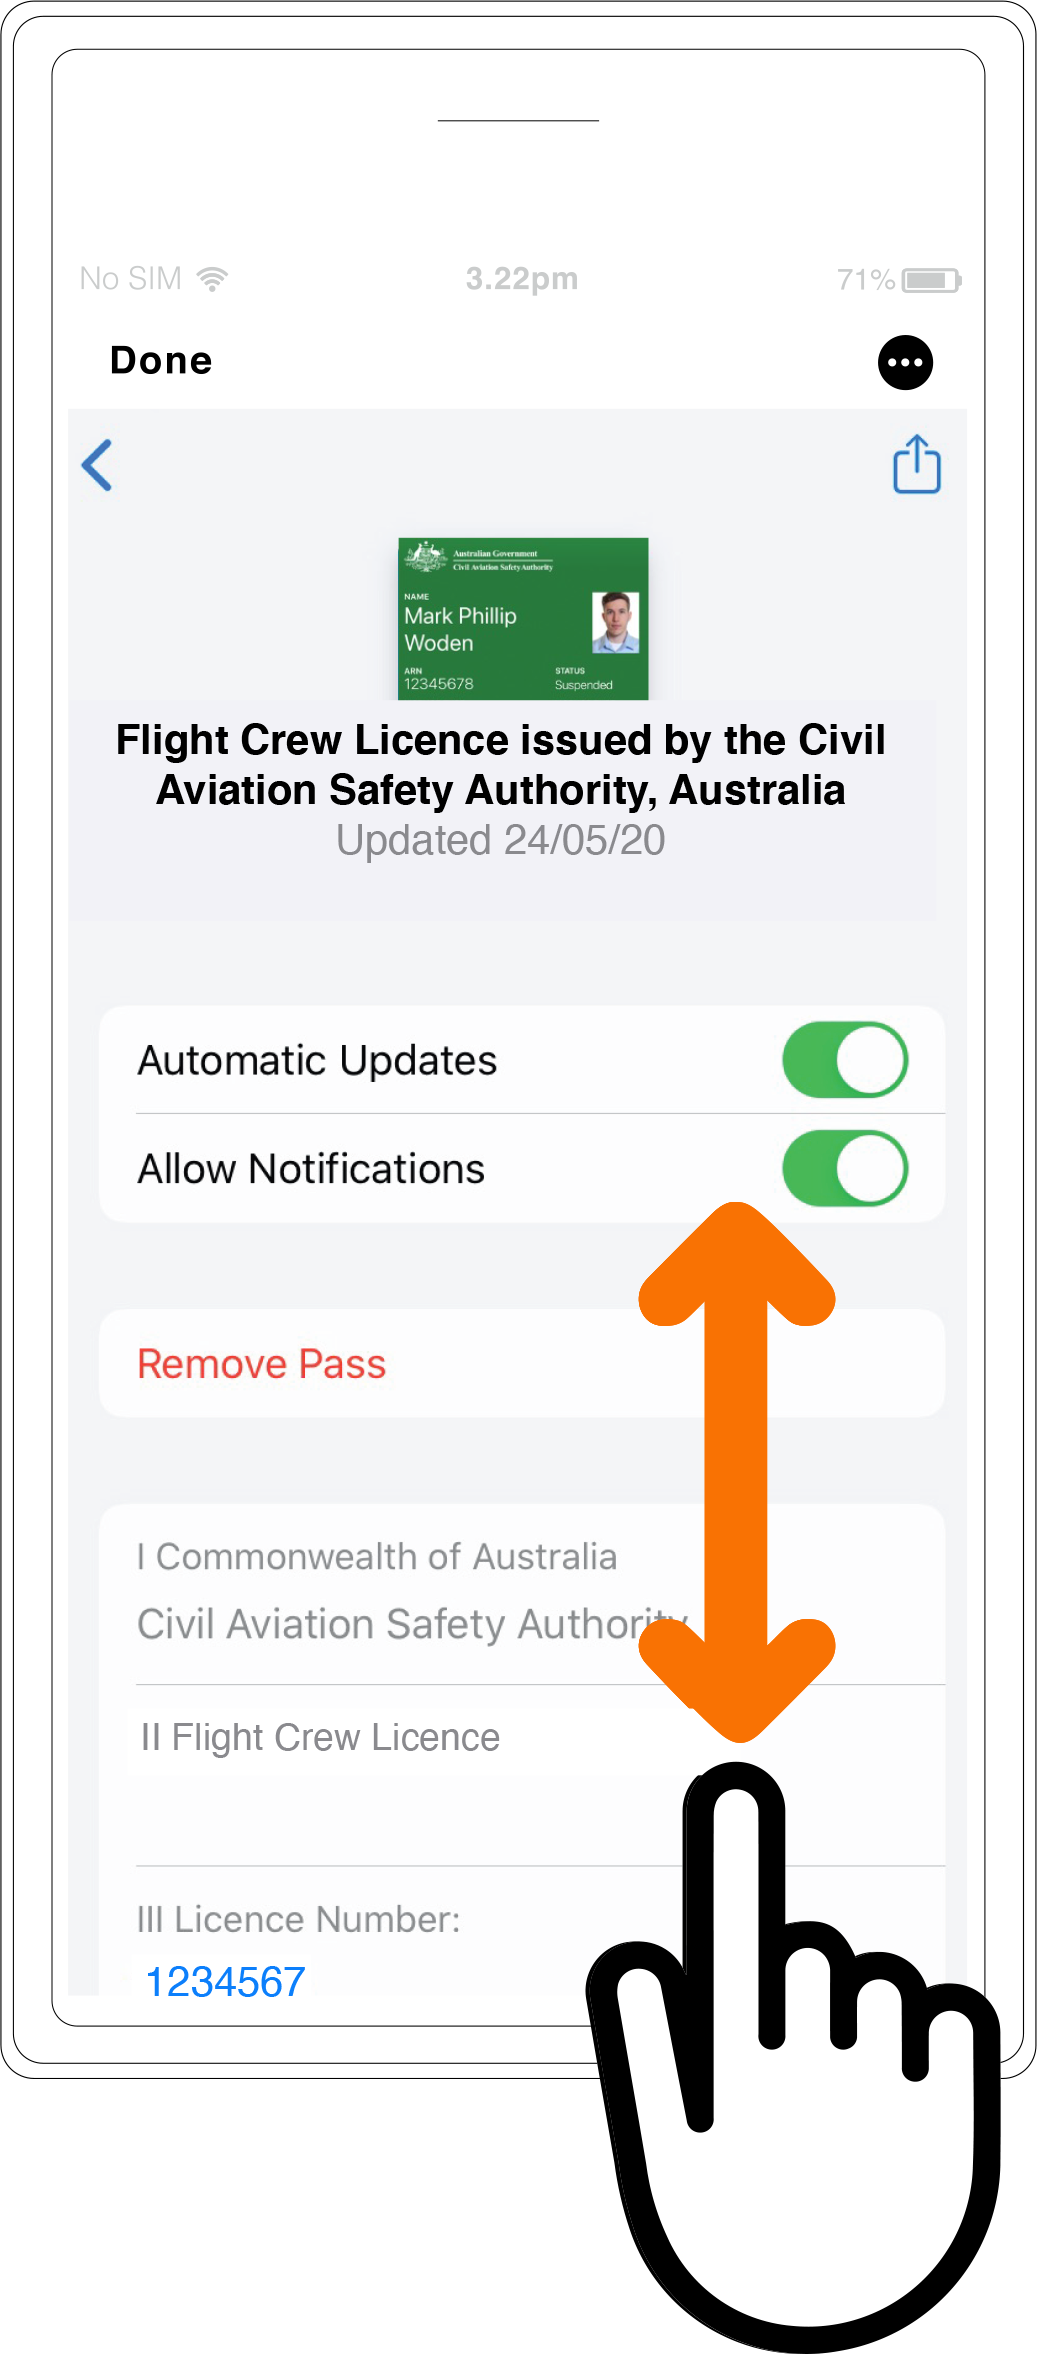 No SIM 3.22pm 71%
Done
Australian Government
Civil Aviation Safety Authority
NAME
Mark Phillip
Woden
ARN STATUS
12345678 Suspended
Flight Crew Licence issued by the Civil
Aviation Safety Authority, Australia
Updated 24/05/20
Automatic Updates
Allow Notifications
Remove Pass
I Commonwealth of Australia
Civil Aviation Safety Authority
II Flight Crew Licence
III Licence Number:
1234567